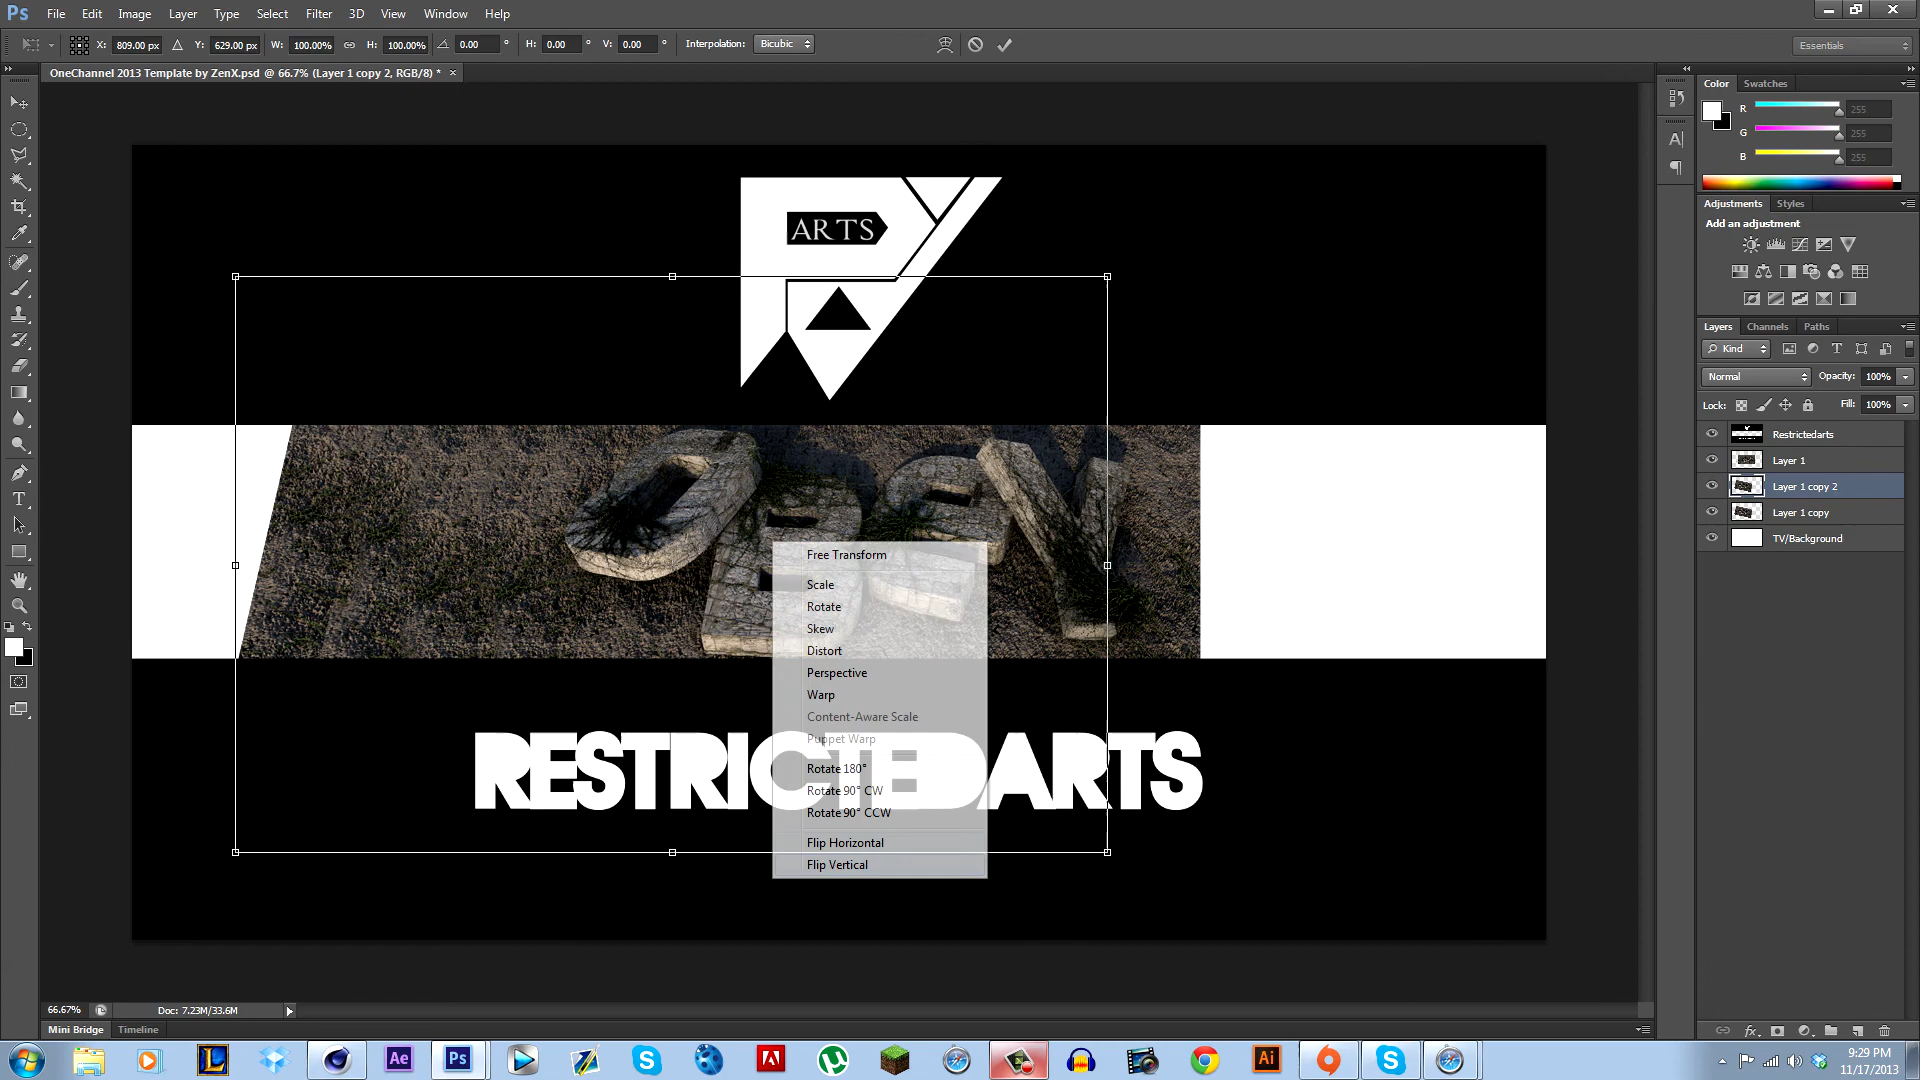 Ps File Edit Image Layer Type Select Filter 3D View Window Help
X: 809.00 px Y: 629.00 px W: 100.00% H: 100.00% 0.00 ° H: 0.00 ° V: 0.00 ° Interpolation: Bicubic Essentials
OneChannel 2013 Template by ZenX.psd @ 66.7% (Layer 1 copy 2, RGB/8) * ×
Color Swatches
R 255
G 255
B 255
Adjustments Styles
Add an adjustment
Layers Channels Paths
Kind
Normal Opacity: 100%
Lock: Fill: 100%
Restrictedarts
Layer 1
Layer 1 copy 2
Layer 1 copy
TV/Background
ARTS
OBEY
Free Transform
Scale
Rotate
Skew
Distort
Perspective
Warp
Content-Aware Scale
Puppet Warp
Rotate 180°
Rotate 90° CW
Rotate 90° CCW
Flip Horizontal
Flip Vertical
RESTRICTEDARTS
66.67% Doc: 7.23M/33.6M
Mini Bridge Timeline
L Ae Ps Ai
9:29 PM
11/17/2013